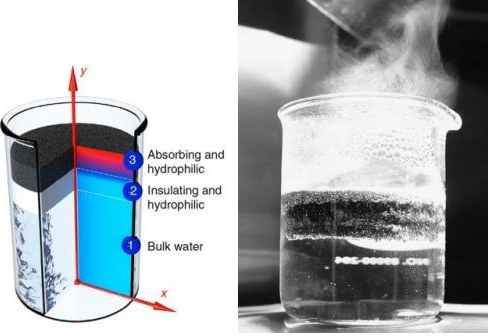 y
3 Absorbing and
hydrophilic
2 Insulating and
hydrophilic
1 Bulk water
x